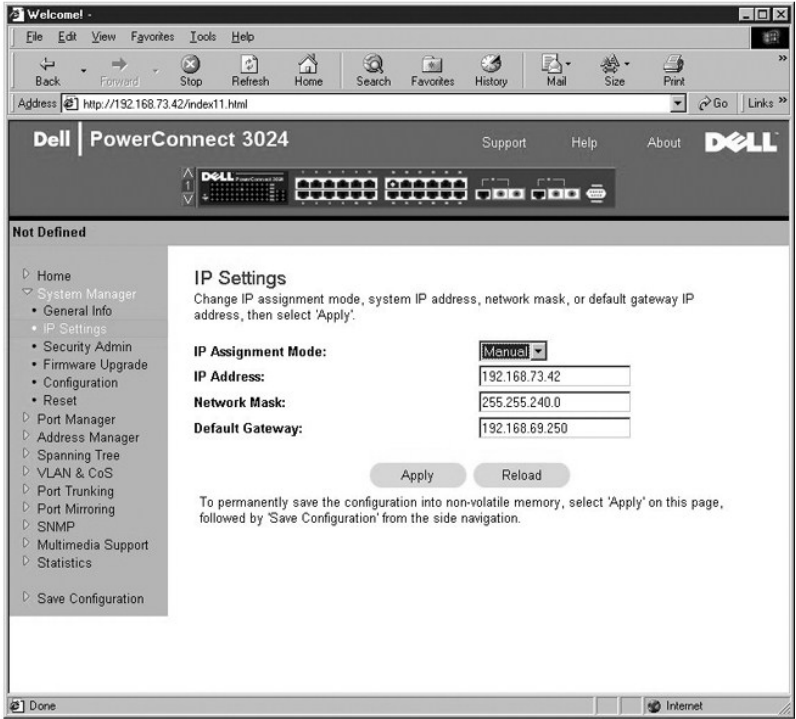 Welcome! -
File Edit View Favorites Tools Help
Back Forward Stop Refresh Home Search Favorites History Mail Size Print »
Address http://192.168.73.42/index11.html Go Links »
Dell PowerConnect 3024 Support Help About DELL
1 DELL
Not Defined
Home
System Manager
General Info
IP Settings
Security Admin
Firmware Upgrade
Configuration
Reset
Port Manager
Address Manager
Spanning Tree
VLAN & CoS
Port Trunking
Port Mirroring
SNMP
Multimedia Support
Statistics
Save Configuration
IP Settings
Change IP assignment mode, system IP address, network mask, or default gateway IP
address, then select 'Apply'.
IP Assignment Mode: Manual
IP Address: 192.168.73.42
Network Mask: 255.255.240.0
Default Gateway: 192.168.69.250
Apply Reload
To permanently save the configuration into non-volatile memory, select 'Apply' on this page,
followed by 'Save Configuration' from the side navigation.
Done Internet